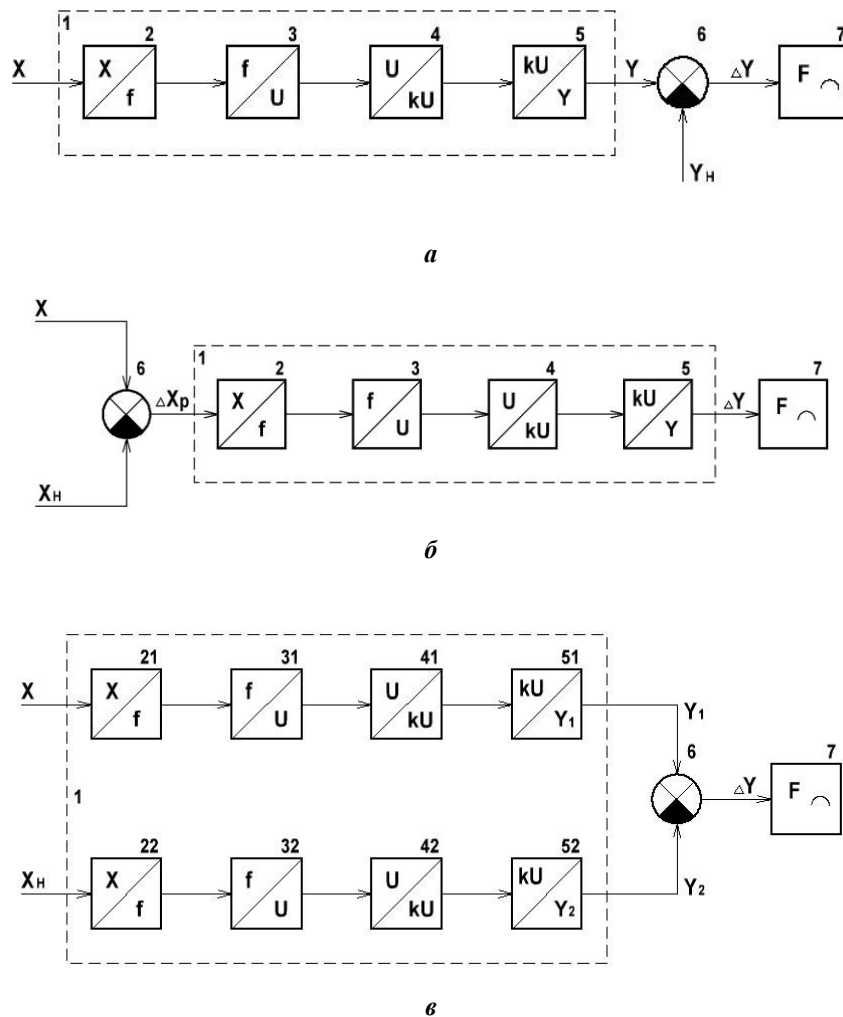 1 2 3 4 5 6 7
X X f f U U kU kU Y Y △Y F
Yн
а
X
6 1 2 3 4 5 7
△Xp X f f U U kU kU Y △Y F
Xн
б
21 31 41 51
X X f f U U kU kU Y1 Y1
6 7
1 △Y F
22 32 42 52
Xн X f f U U kU kU Y2 Y2
в